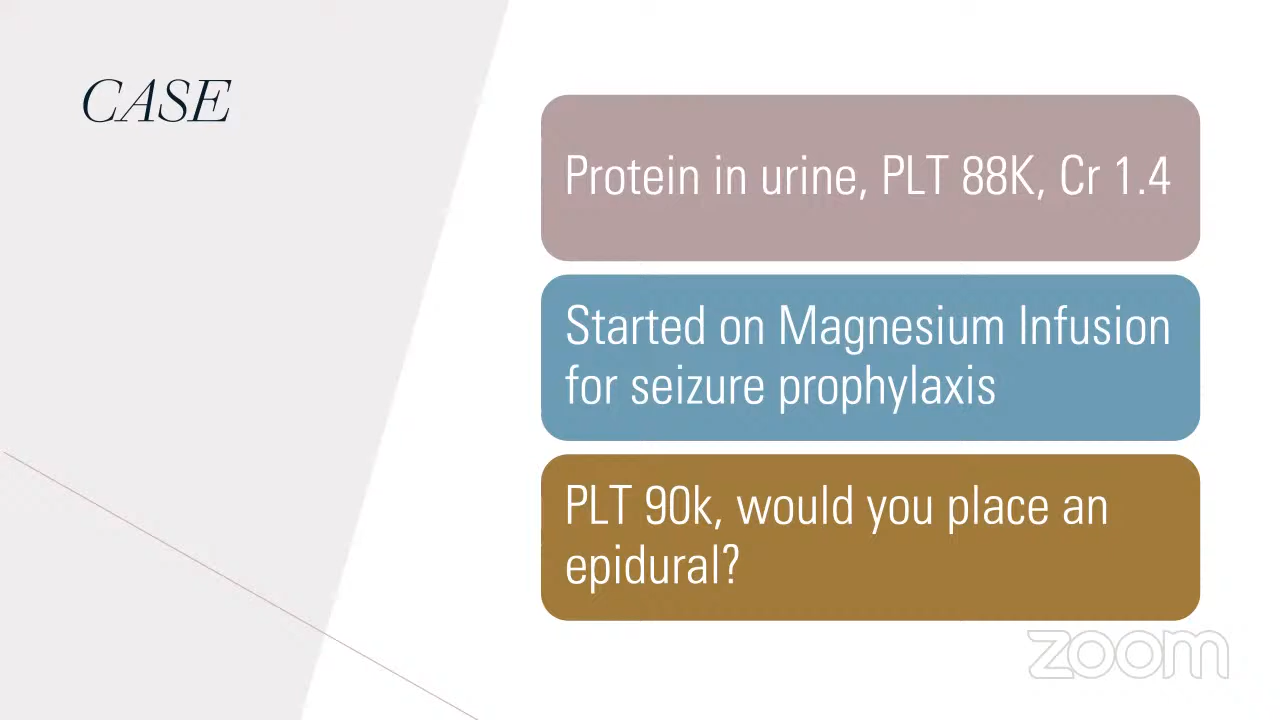 CASE
Protein in urine, PLT 88K, Cr 1.4
Started on Magnesium Infusion
for seizure prophylaxis
PLT 90k, would you place an
epidural?
zoom